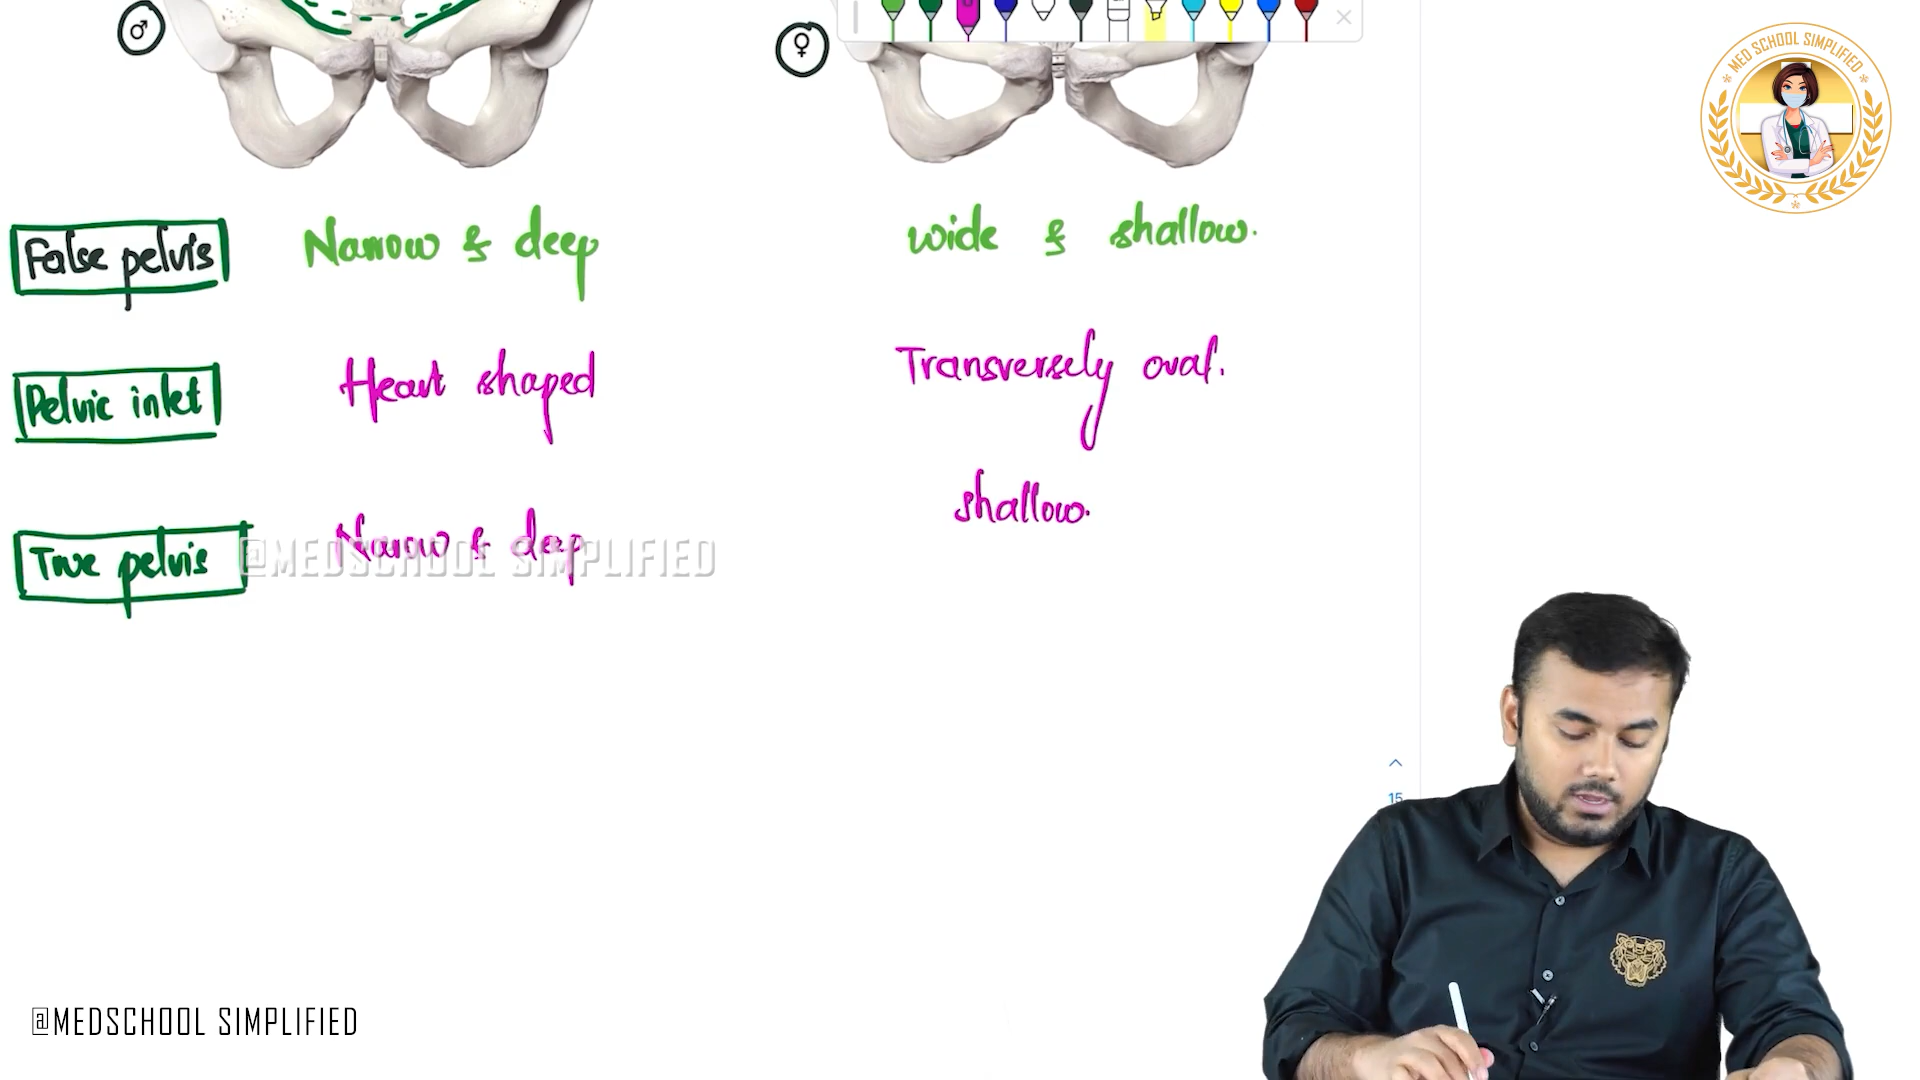 ♂
♀
MED SCHOOL SIMPLIFIED
False pelvis
Narrow & deep
wide & shallow.
Pelvic inlet
Heart shaped
Transversely oval.
True pelvis
Narrow & deep
shallow.
@MEDSCHOOL SIMPLIFIED
15
@MEDSCHOOL SIMPLIFIED